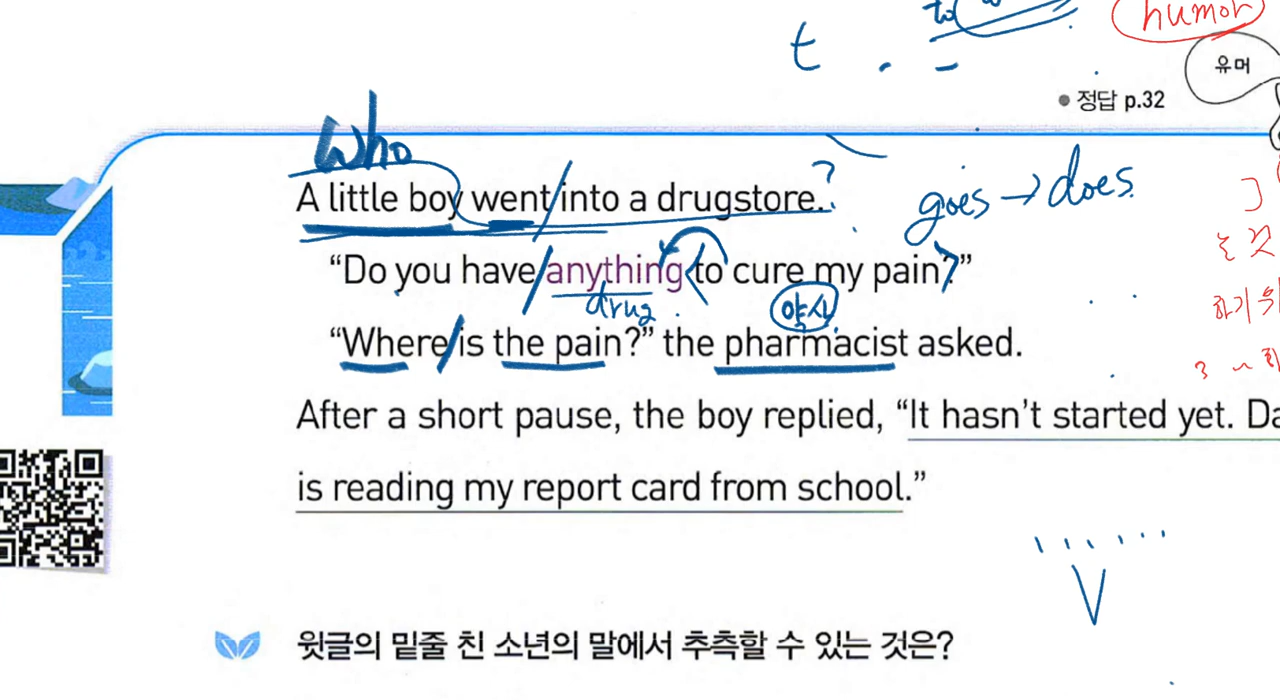 to
humor
t . -
유머
● 정답 p.32
Who
A little boy went/into a drugstore.?
goes → does.
“Do you have/anything<to cure my pain?”
drug
약사
“Where/is the pain?” the pharmacist asked.
After a short pause, the boy replied, “It hasn’t started yet. Da
is reading my report card from school.”
V
윗글의 밑줄 친 소년의 말에서 추측할 수 있는 것은?